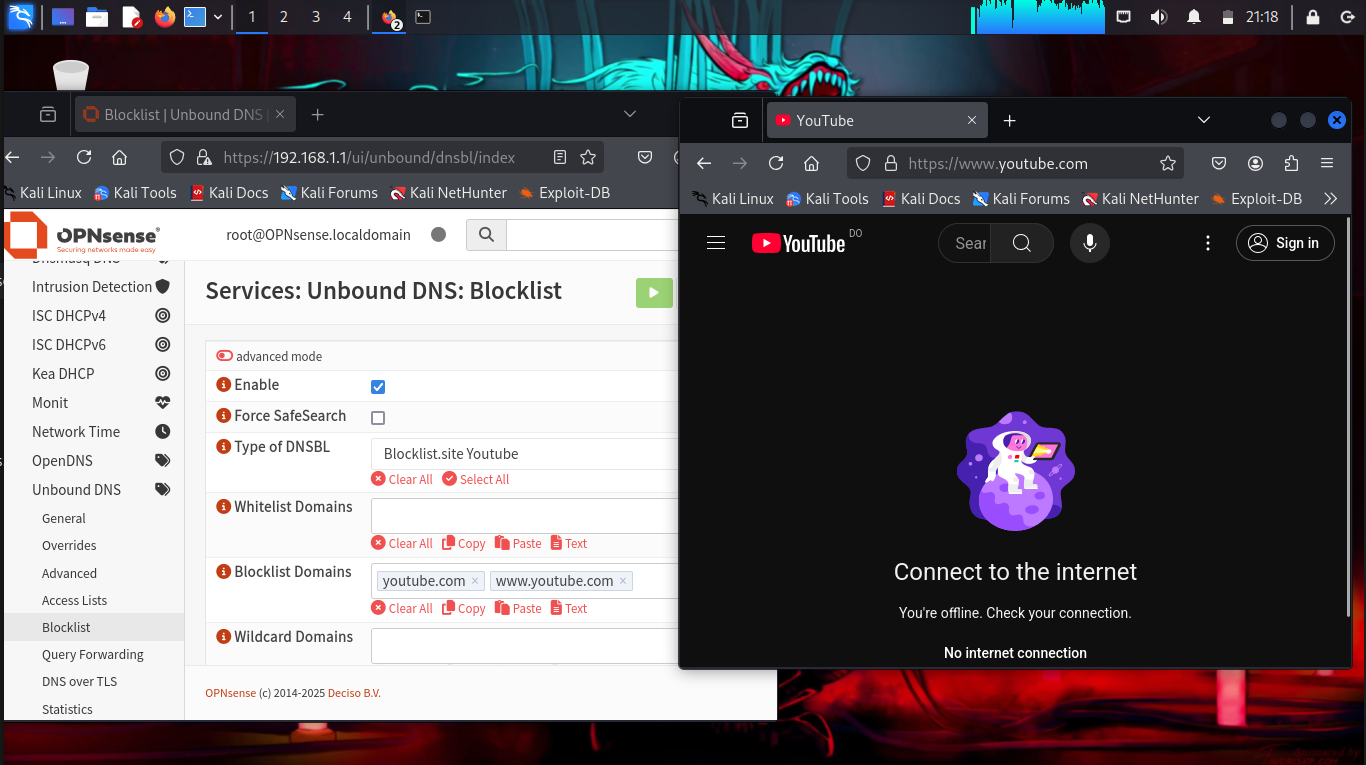 1 2 3 4 2 21:18
Blocklist | Unbound DNS |
https://192.168.1.1/ui/unbound/dnsbl/index
Kali Linux Kali Tools Kali Docs Kali Forums Kali NetHunter Exploit-DB
OPNsense®
Securing networks made easy
root@OPNsense.localdomain
Dnsmasq DNS
Intrusion Detection
ISC DHCPv4
ISC DHCPv6
Kea DHCP
Monit
Network Time
OpenDNS
Unbound DNS
General
Overrides
Advanced
Access Lists
Blocklist
Query Forwarding
DNS over TLS
Statistics
Services: Unbound DNS: Blocklist
advanced mode
Enable
Force SafeSearch
Type of DNSBL
Blocklist.site Youtube
Clear All Select All
Whitelist Domains
Clear All Copy Paste Text
Blocklist Domains
youtube.com × www.youtube.com ×
Clear All Copy Paste Text
Wildcard Domains
OPNsense (c) 2014-2025 Deciso B.V.
YouTube
https://www.youtube.com
Kali Linux Kali Tools Kali Docs Kali Forums Kali NetHunter Exploit-DB
YouTube DO
Sear
Sign in
Connect to the internet
You're offline. Check your connection.
No internet connection